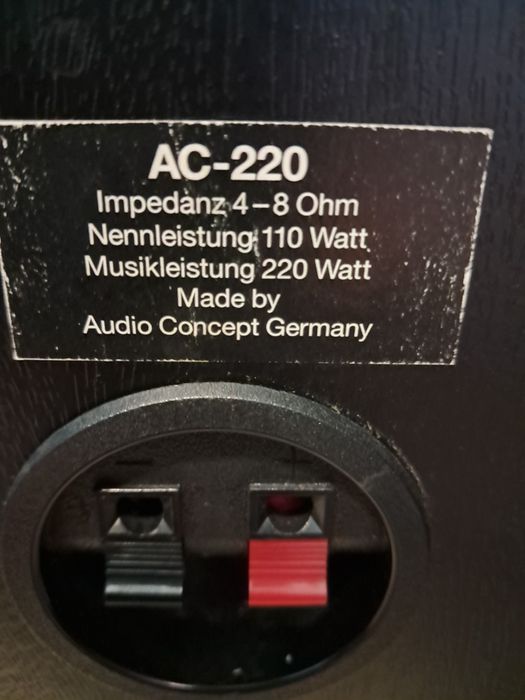 AC-220
Impedanz 4–8 Ohm
Nennleistung 110 Watt
Musikleistung 220 Watt
Made by
Audio Concept Germany